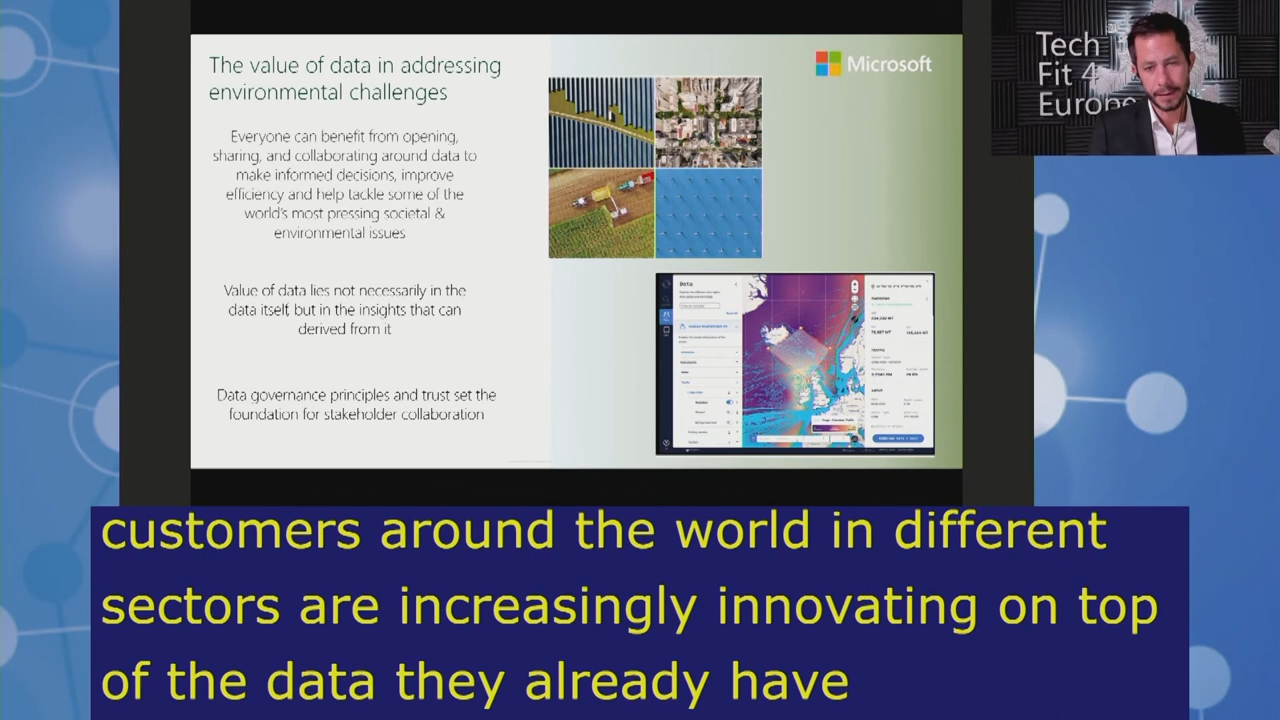 The value of data in addressing
environmental challenges
Microsoft
Tech
Fit 4
Europe
Everyone can benefit from opening,
sharing, and collaborating around data to
make informed decisions, improve
efficiency and help tackle some of the
world's most pressing societal &
environmental issues
Value of data lies not necessarily in the
data itself, but in the insights that can
derived from it
Data governance principles and trust set the
foundation for stakeholder collaboration
Data
customers around the world in different
sectors are increasingly innovating on top
of the data they already have